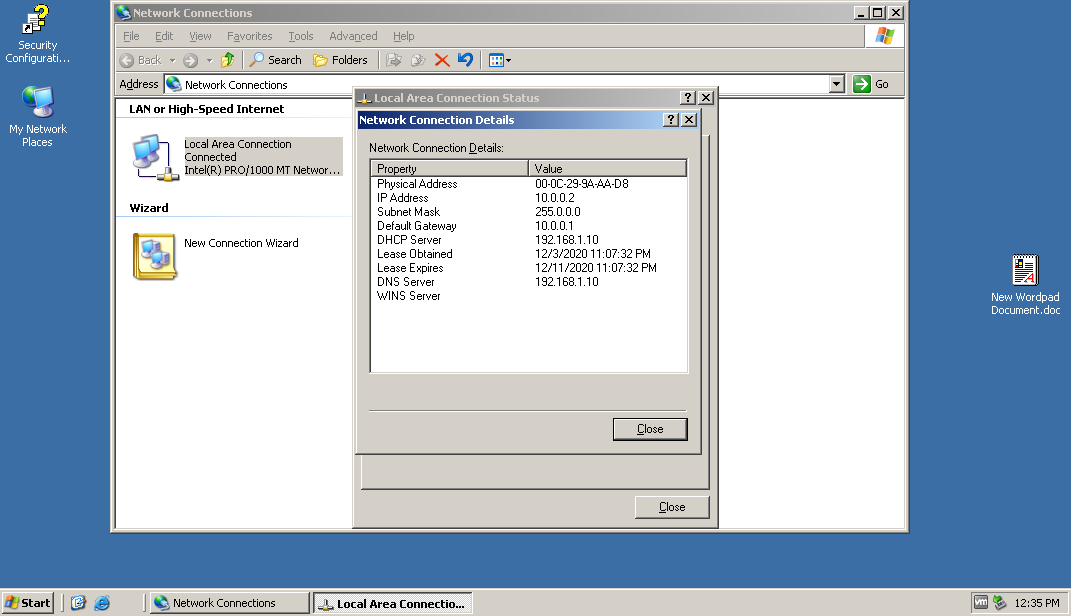 Security
Configurati...
My Network
Places
Network Connections
File Edit View Favorites Tools Advanced Help
Back Search Folders
Address Network Connections Go
LAN or High-Speed Internet
Local Area Connection
Connected
Intel(R) PRO/1000 MT Networ...
Wizard
New Connection Wizard
Local Area Connection Status
Network Connection Details
Network Connection Details:
Property Value
Physical Address 00-0C-29-9A-AA-D8
IP Address 10.0.0.2
Subnet Mask 255.0.0.0
Default Gateway 10.0.0.1
DHCP Server 192.168.1.10
Lease Obtained 12/3/2020 11:07:32 PM
Lease Expires 12/11/2020 11:07:32 PM
DNS Server 192.168.1.10
WINS Server
Close
Close
New Wordpad
Document.doc
Start Network Connections Local Area Connectio... 12:35 PM